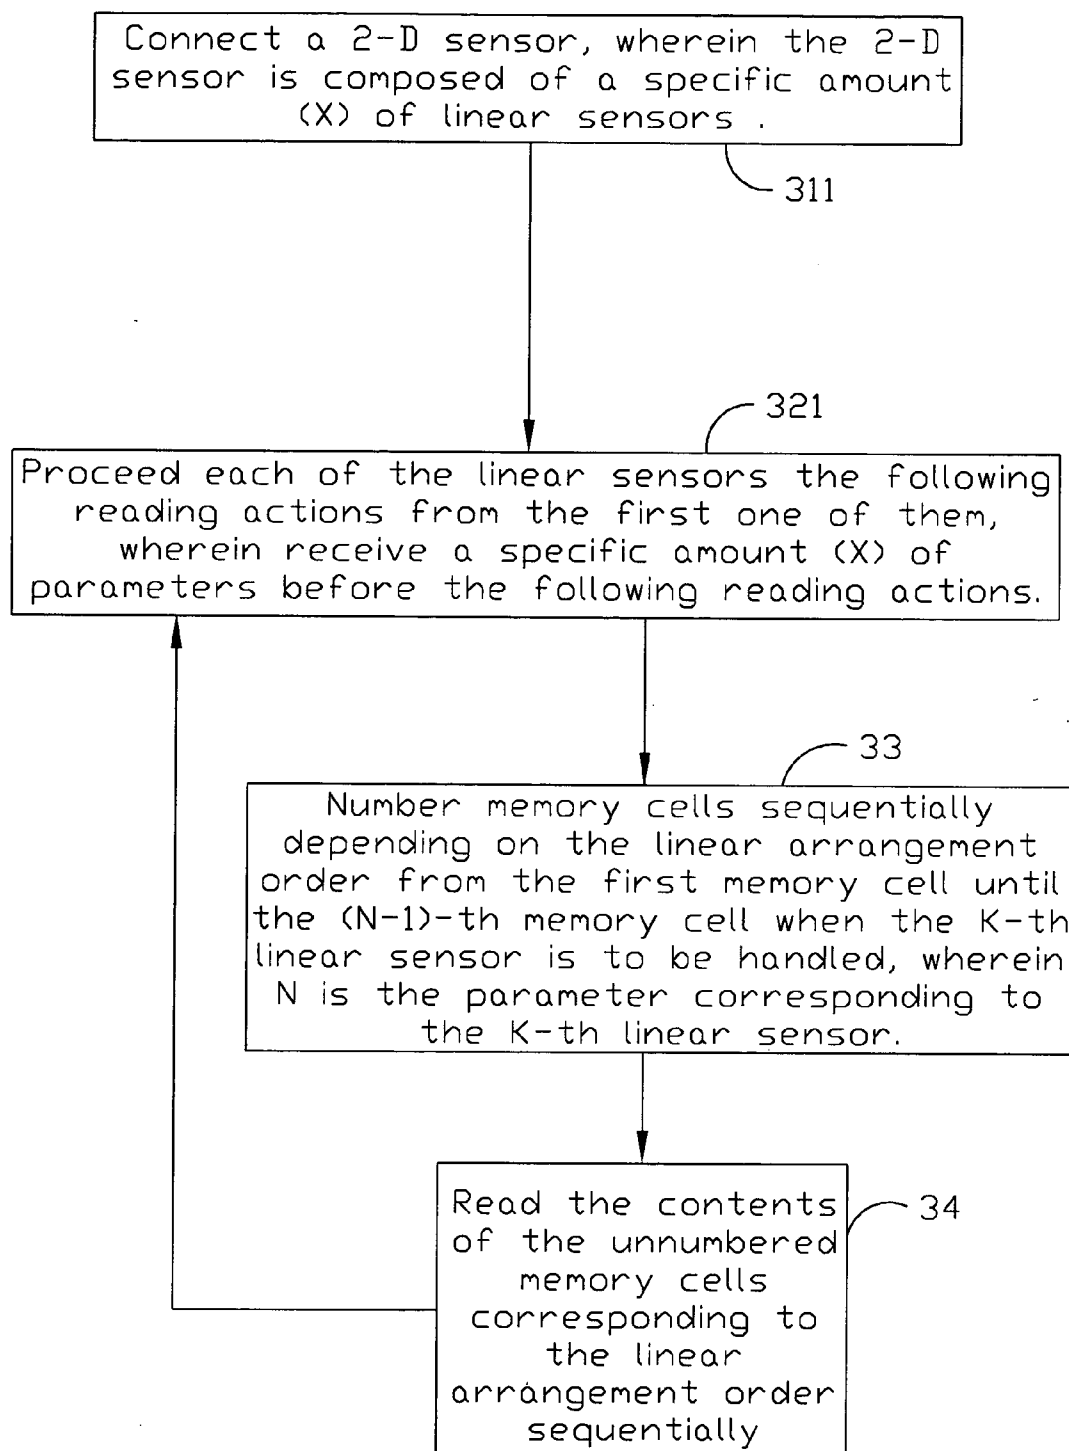 Connect a 2-D sensor, wherein the 2-D
sensor is composed of a specific amount
(X) of linear sensors .
311
321
Proceed each of the linear sensors the following
reading actions from the first one of them,
wherein receive a specific amount (X) of
parameters before the following reading actions.
33
Number memory cells sequentially
depending on the linear arrangement
order from the first memory cell until
the (N-1)-th memory cell when the K-th
linear sensor is to be handled, wherein
N is the parameter corresponding to
the K-th linear sensor.
34
Read the contents
of the unnumbered
memory cells
corresponding to
the linear
arrangement order
sequentially